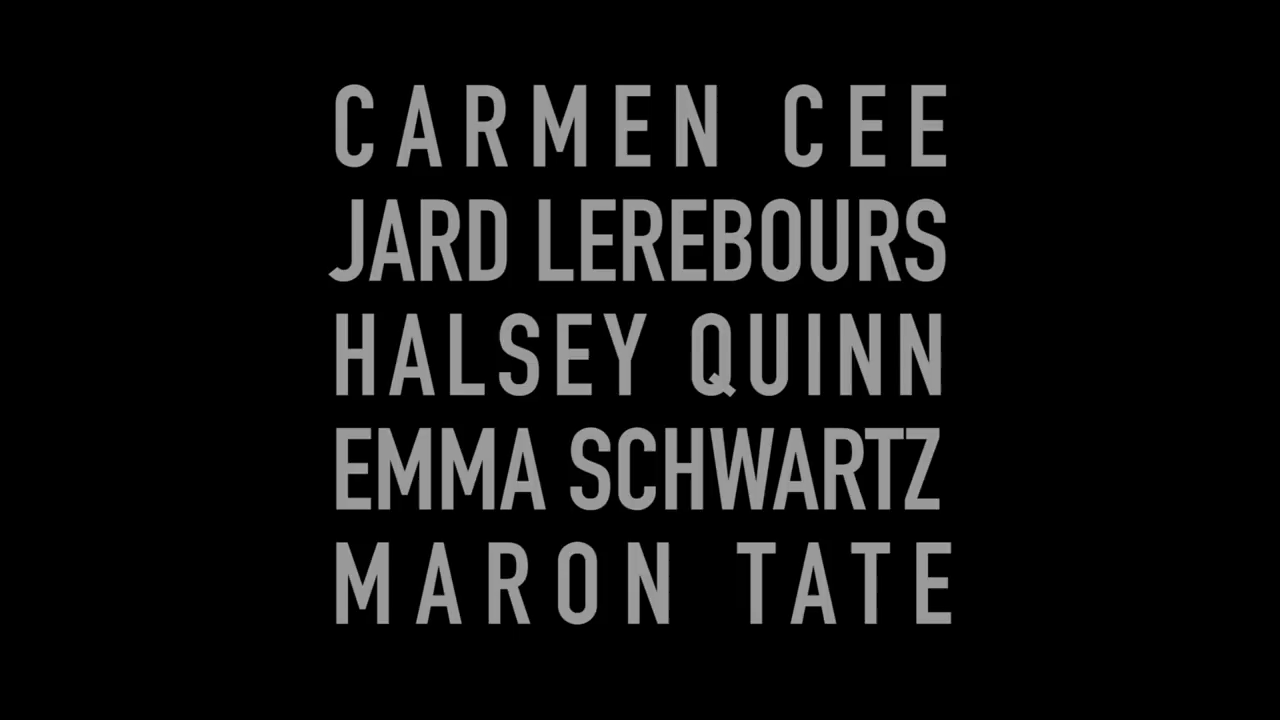 CARMEN CEE
JARD LEREBOURS
HALSEY QUINN
EMMA SCHWARTZ
MARON TATE